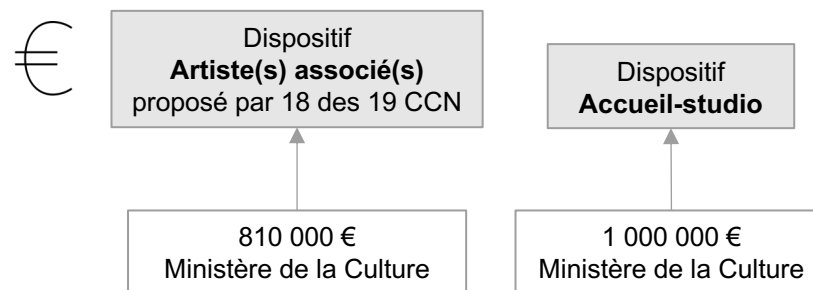 €
Dispositif
Artiste(s) associé(s)
proposé par 18 des 19 CCN
Dispositif
Accueil-studio
810 000 €
Ministère de la Culture
1 000 000 €
Ministère de la Culture